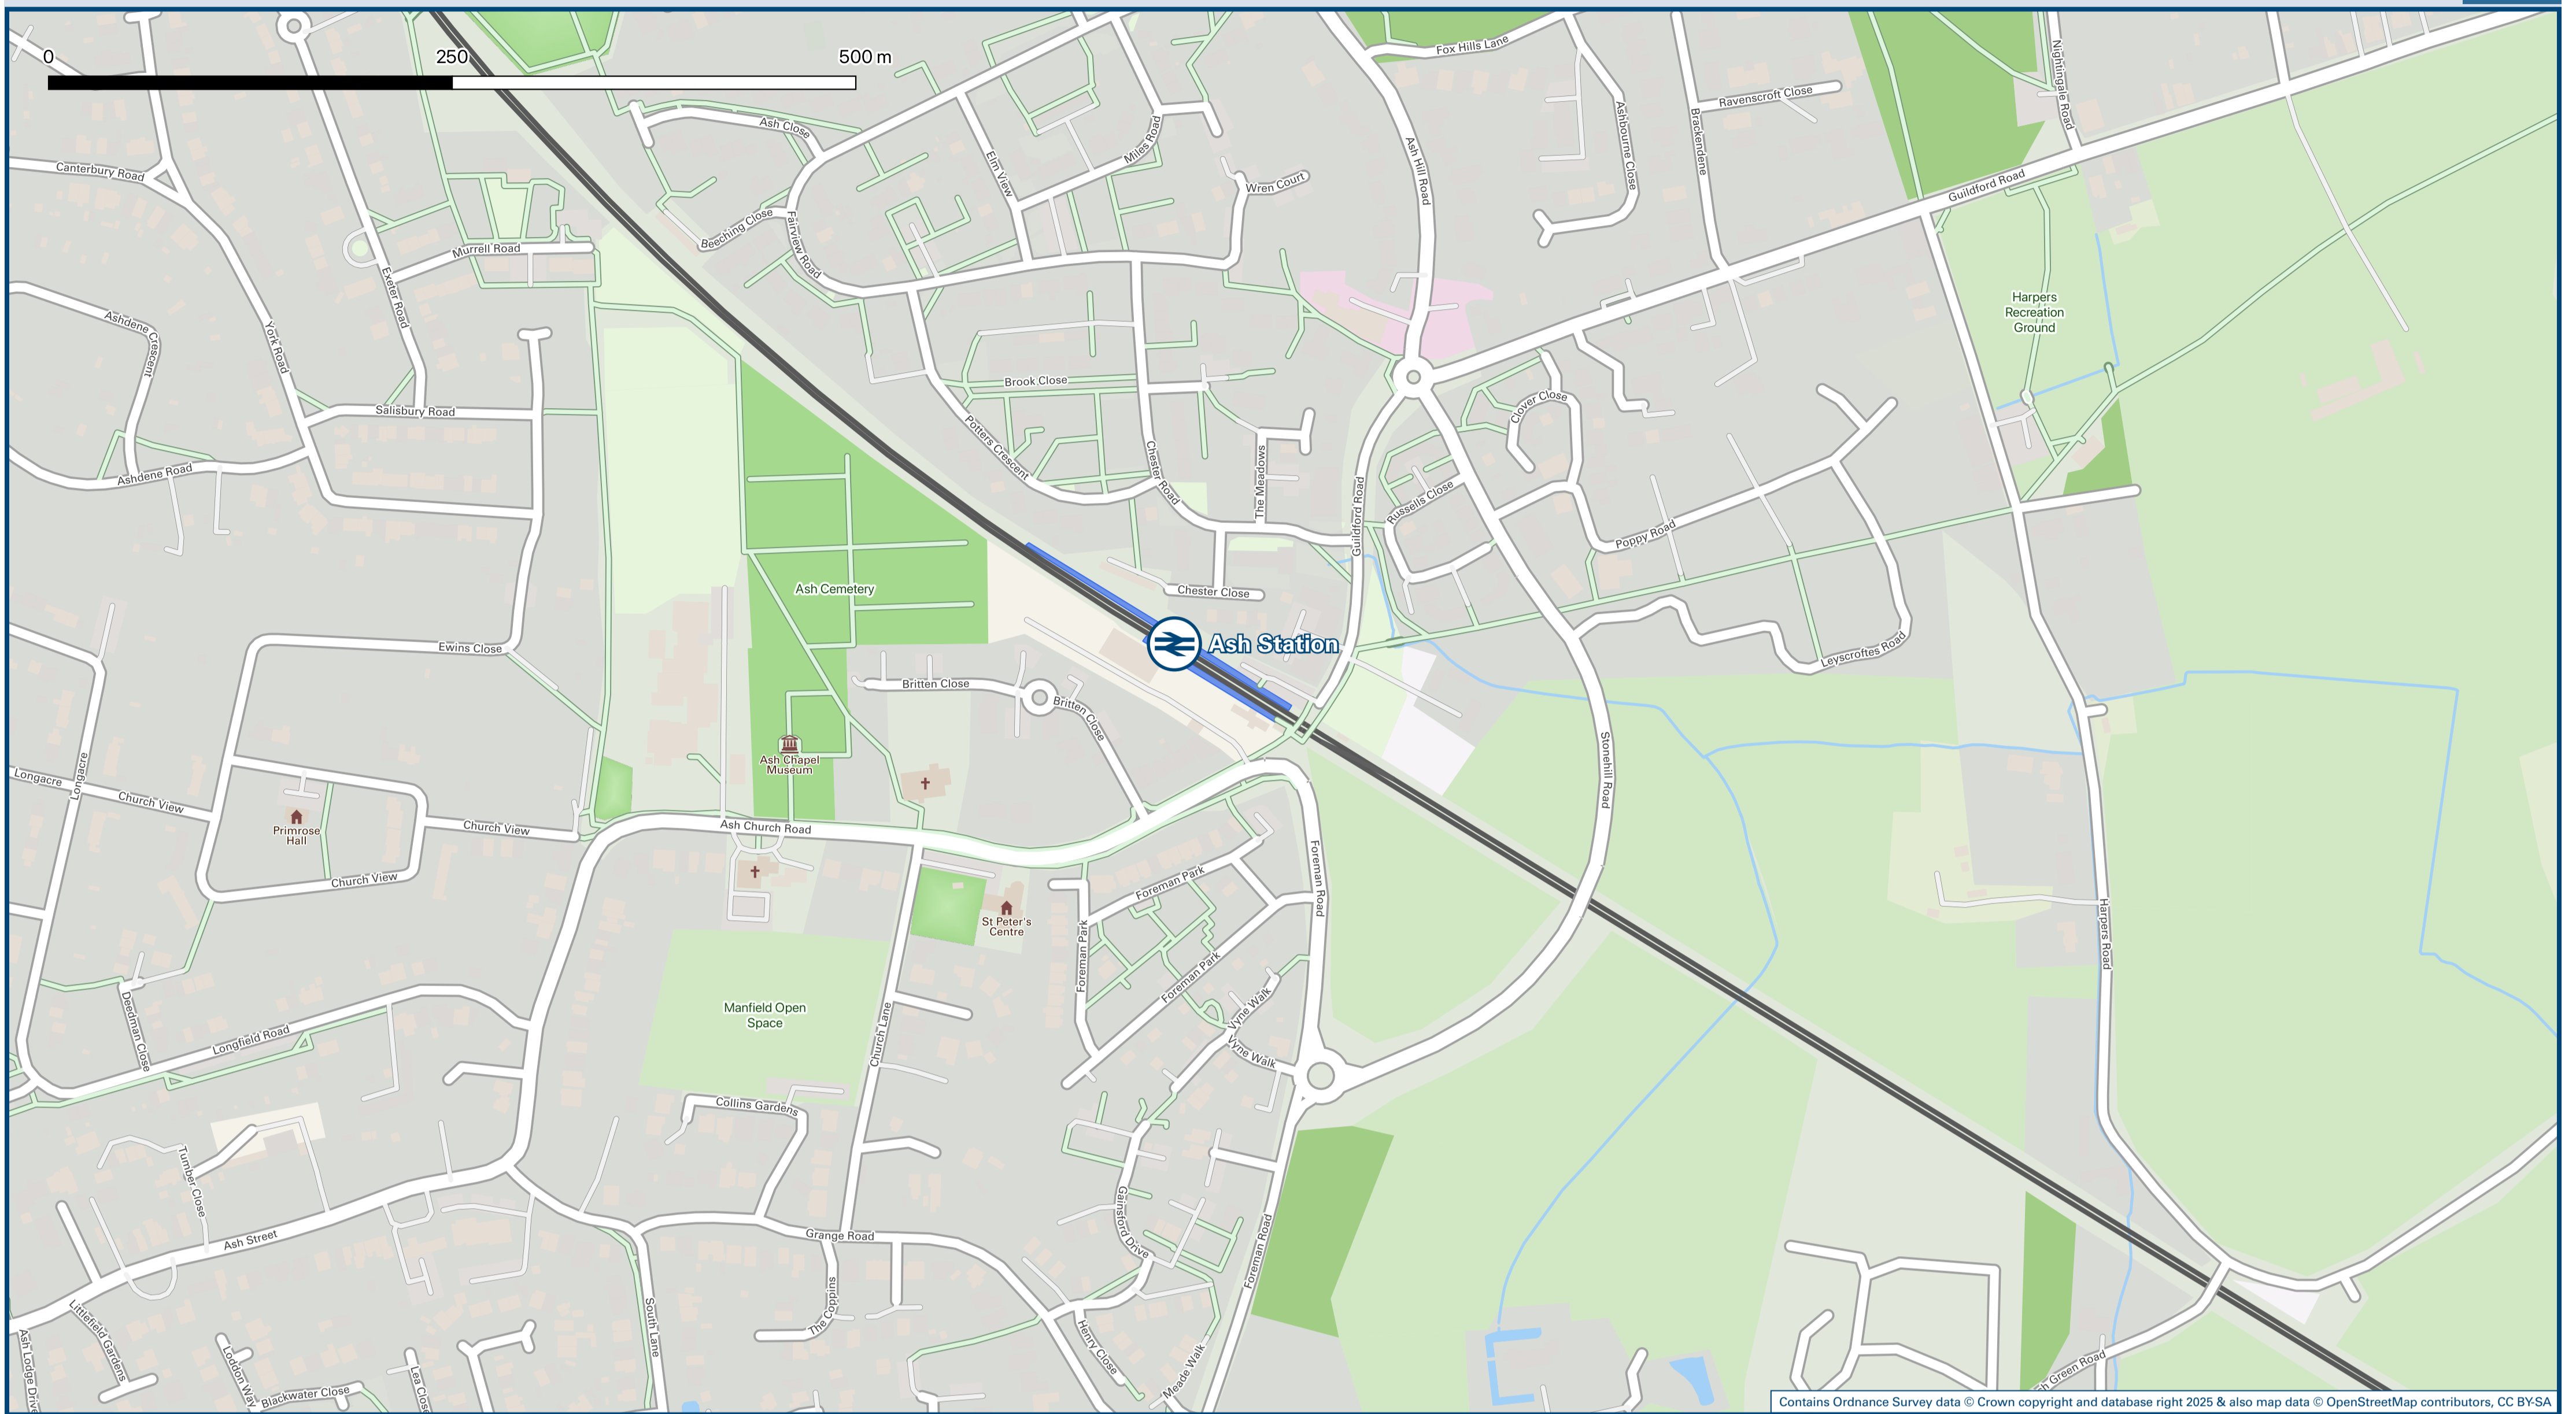 0
250
500 m
Fox Hills Lane
Nightingale Road
Ravenscroft Close
Ash Close
Ashbourne Close
Brackendene
Elm View
Miles Road
Ash Hill Road
Canterbury Road
Wren Court
Guildford Road
Beeching Close
Fairview Road
Murrell Road
Exeter Road
Harpers
Recreation
Ground
Ashdene Crescent
York Road
Brook Close
Clover Close
Salisbury Road
Potters Crescent
Chester Road
The Meadows
Guildford Road
Russells Close
Ashdene Road
Poppy Road
Ash Cemetery
Chester Close
Ash Station
Ewins Close
Leyscroftes Road
Britten Close
Britten Close
Ash Chapel
Museum
Stonehill Road
Longacre
Longacre
Church View
Primrose
Hall
Church View
Ash Church Road
Church View
Foreman Park
Foreman Road
St Peter's
Centre
Foreman Park
Harpers Road
Foreman Park
Manfield Open
Space
Deedman Close
Longfield Road
Church Lane
Vyne Walk
Vyne Walk
Collins Gardens
Tumber Close
Gainsford Drive
Foreman Road
Ash Street
Grange Road
The Coppins
South Lane
Littlefield Gardens
Ash Lodge Drive
Loddon Way
Blackwater Close
Lea Close
Henry Close
Meade Walk
sh Green Road
Contains Ordnance Survey data © Crown copyright and database right 2025 & also map data © OpenStreetMap contributors, CC BY-SA